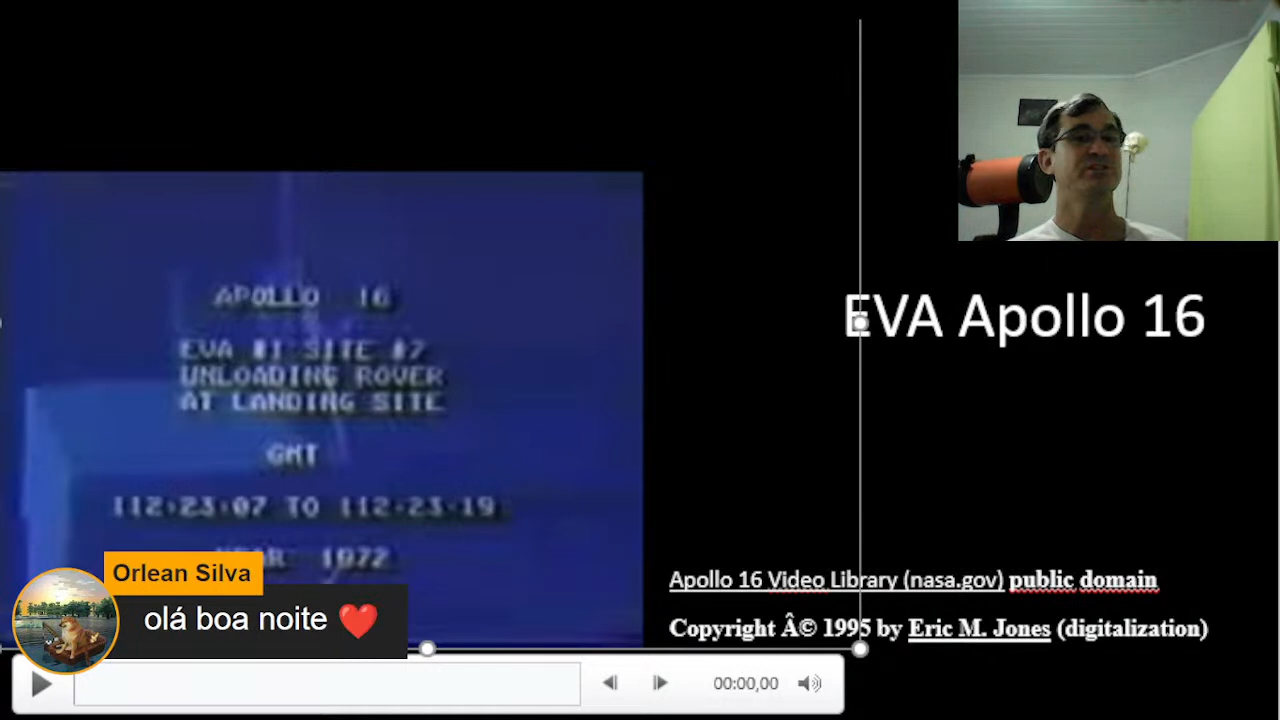 APOLLO 16
EVA #1 SITE #7
UNLOADING ROVER
AT LANDING SITE
GMT
112:23:07 TO 112:23:19
YEAR 1972
EVA Apollo 16
Apollo 16 Video Library (nasa.gov) public domain
Copyright Â© 1995 by Eric M. Jones (digitalization)
Orlean Silva
olá boa noite ❤️
00:00,00